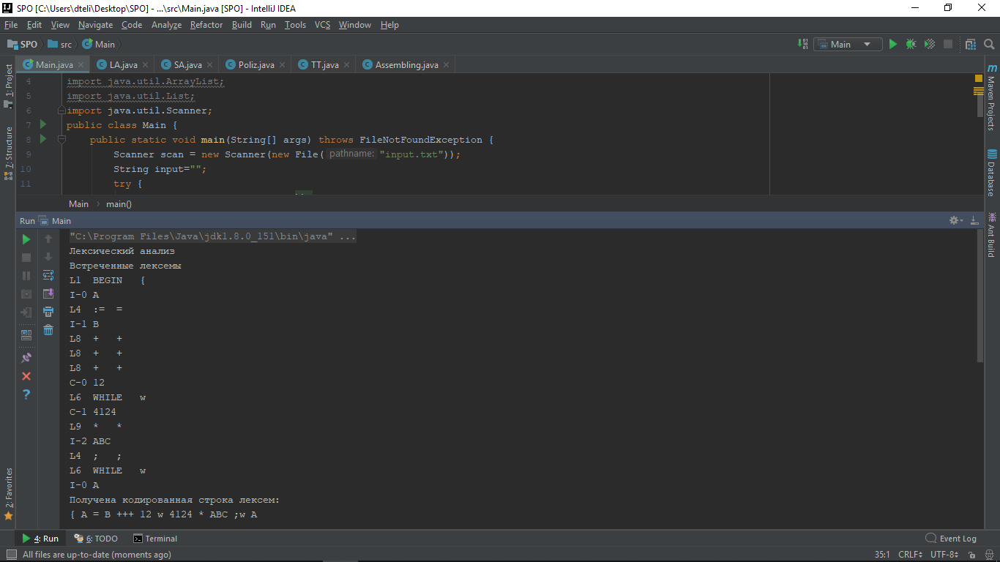 SPO [C:\Users\dteli\Desktop\SPO] - ...\src\Main.java [SPO] - IntelliJ IDEA
File Edit View Navigate Code Analyze Refactor Build Run Tools VCS Window Help
SPO src Main Main
Main.java LA.java SA.java Poliz.java TT.java Assembling.java
1: Project
7: Structure
2: Favorites
4 import java.util.ArrayList;
5 import java.util.List;
6 import java.util.Scanner;
7 public class Main {
8 public static void main(String[] args) throws FileNotFoundException {
9 Scanner scan = new Scanner(new File( pathname: "input.txt"));
10 String input="";
11 try {
Main main()
Maven Projects
Database
Ant Build
Run Main
"C:\Program Files\Java\jdk1.8.0_151\bin\java" ...
Лексический анализ
Встреченные лексемы
L1 BEGIN {
I-0 A
L4 := =
I-1 B
L8 + +
L8 + +
L8 + +
C-0 12
L6 WHILE w
C-1 4124
L9 * *
I-2 ABC
L4 ; ;
L6 WHILE w
I-0 A
Получена кодированная строка лексем:
{ A = B +++ 12 w 4124 * ABC ;w A
4: Run 6: TODO Terminal Event Log
All files are up-to-date (moments ago) 35:1 CRLF UTF-8